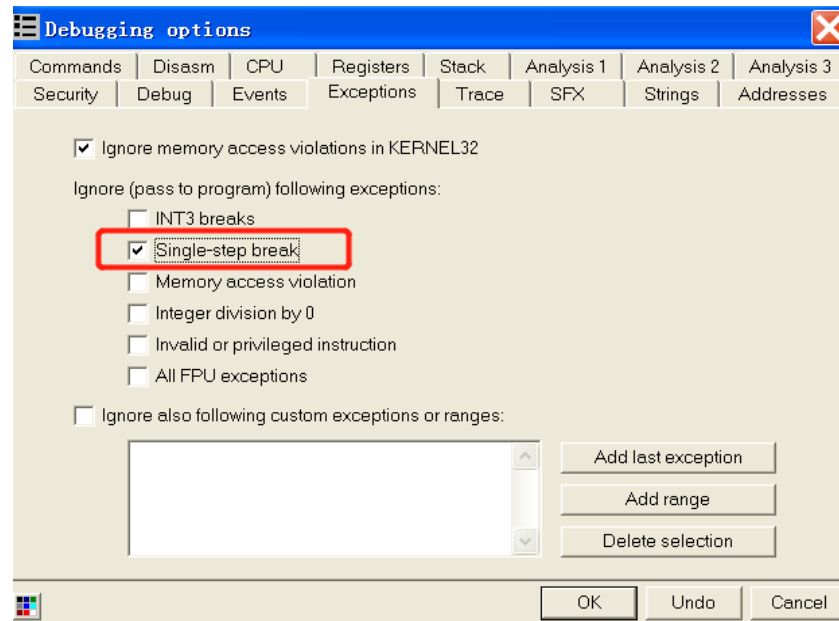 Debugging options
Commands Disasm CPU Registers Stack Analysis 1 Analysis 2 Analysis 3
Security Debug Events Exceptions Trace SFX Strings Addresses
Ignore memory access violations in KERNEL32
Ignore (pass to program) following exceptions:
INT3 breaks
Single-step break
Memory access violation
Integer division by 0
Invalid or privileged instruction
All FPU exceptions
Ignore also following custom exceptions or ranges:
Add last exception
Add range
Delete selection
OK Undo Cancel